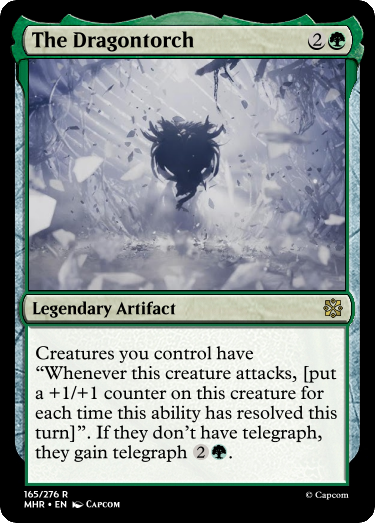 The Dragontorch 2
Legendary Artifact
Creatures you control have
“Whenever this creature attacks, [put
a +1/+1 counter on this creature for
each time this ability has resolved this
turn]”. If they don’t have telegraph,
they gain telegraph 2 .
165/276 R
MHR • EN Capcom
© Capcom